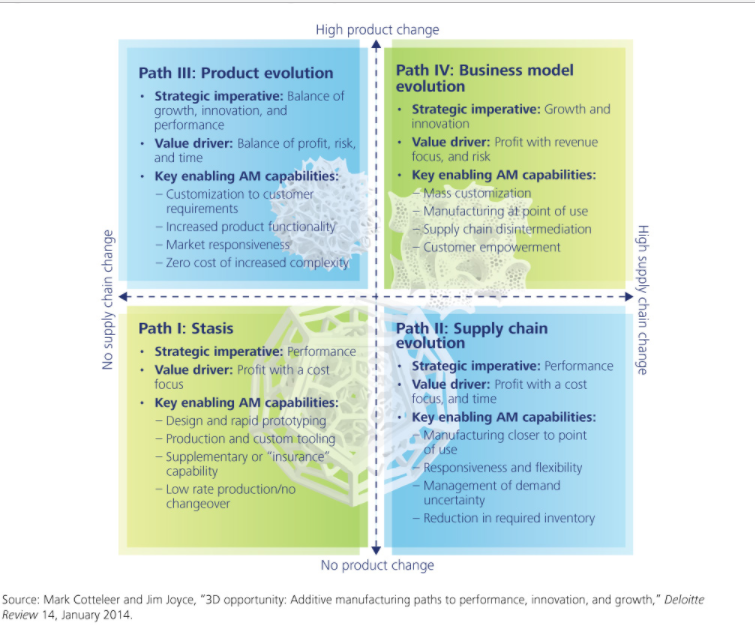 High product change
Path III: Product evolution
• Strategic imperative: Balance of
growth, innovation, and
performance
• Value driver: Balance of profit, risk,
and time
• Key enabling AM capabilities:
– Customization to customer
requirements
– Increased product functionality
– Market responsiveness
– Zero cost of increased complexity
Path IV: Business model
evolution
• Strategic imperative: Growth and
innovation
• Value driver: Profit with revenue
focus, and risk
• Key enabling AM capabilities:
– Mass customization
– Manufacturing at point of use
– Supply chain disintermediation
– Customer empowerment
No supply chain change
High supply chain change
Path I: Stasis
• Strategic imperative: Performance
• Value driver: Profit with a cost
focus
• Key enabling AM capabilities:
– Design and rapid prototyping
– Production and custom tooling
– Supplementary or “insurance”
capability
– Low rate production/no
changeover
Path II: Supply chain
evolution
• Strategic imperative: Performance
• Value driver: Profit with a cost
focus, and time
• Key enabling AM capabilities:
– Manufacturing closer to point
of use
– Responsiveness and flexibility
– Management of demand
uncertainty
– Reduction in required inventory
No product change
Source: Mark Cotteleer and Jim Joyce, “3D opportunity: Additive manufacturing paths to performance, innovation, and growth,” Deloitte
Review 14, January 2014.